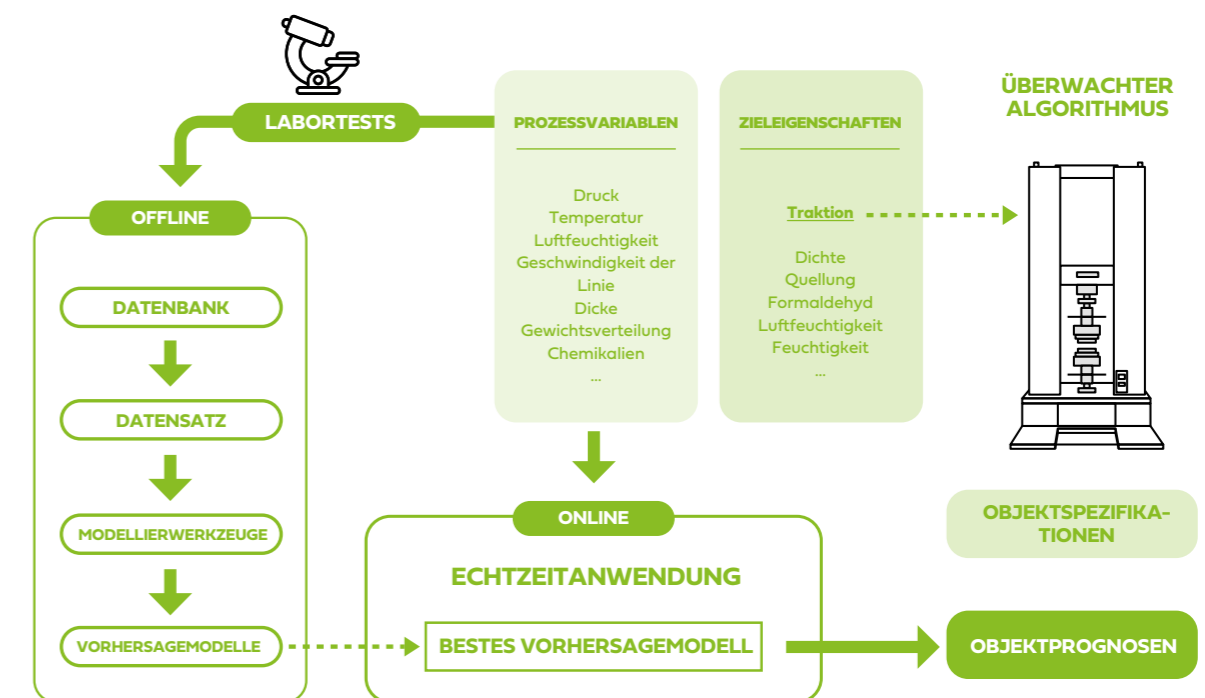 LABORTESTS
OFFLINE
DATENBANK
DATENSATZ
MODELLIERWERKZEUGE
VORHERSAGEMODELLE
PROZESSVARIABLEN
Druck
Temperatur
Luftfeuchtigkeit
Geschwindigkeit der
Linie
Dicke
Gewichtsverteilung
Chemikalien
...
ZIELEIGENSCHAFTEN
Traktion
Dichte
Quellung
Formaldehyd
Luftfeuchtigkeit
Feuchtigkeit
...
ÜBERWACHTER
ALGORITHMUS
ONLINE
ECHTZEITANWENDUNG
BESTES VORHERSAGEMODELL
OBJEKTSPEZIFIKA-
TIONEN
OBJEKTPROGNOSEN